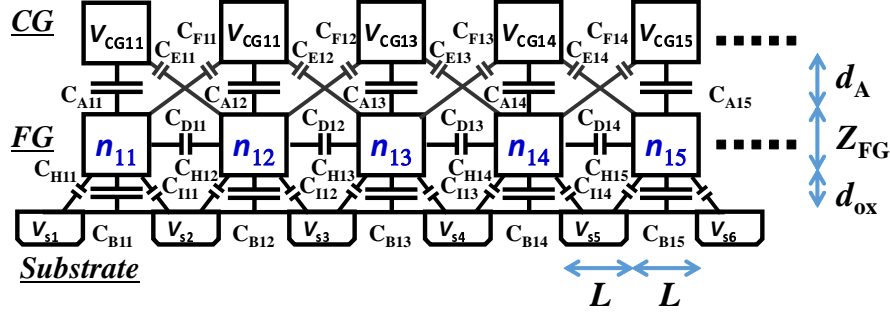 CG V_CG11 V_CG11 V_CG13 V_CG14 V_CG15
C_E11 C_F11 C_E12 C_F12 C_E13 C_F13 C_E14 C_F14
C_A11 C_A12 C_A13 C_A14 C_A15 d_A
C_D11 C_D12 C_D13 C_D14
FG n_11 n_12 n_13 n_14 n_15 Z_FG
C_H11 C_H12 C_H13 C_H14 C_H15
C_I11 C_I12 C_I13 C_I14 d_ox
V_s1 V_s2 V_s3 V_s4 V_s5 V_s6
C_B11 C_B12 C_B13 C_B14 C_B15
Substrate
L L